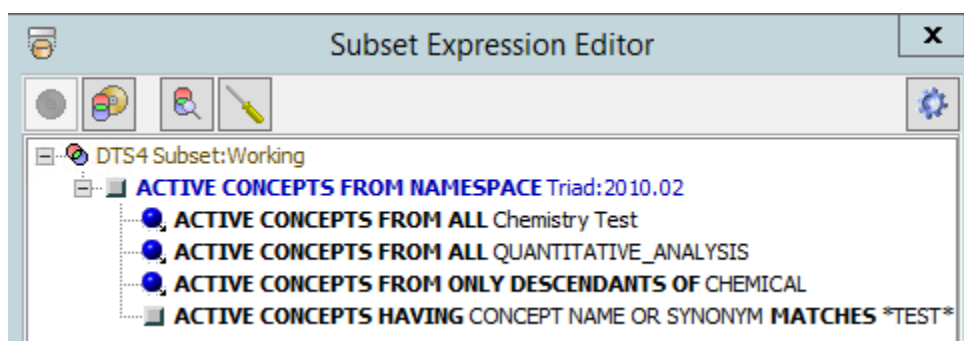 Subset Expression Editor
x
DTS4 Subset:Working
ACTIVE CONCEPTS FROM NAMESPACE Triad:2010.02
ACTIVE CONCEPTS FROM ALL Chemistry Test
ACTIVE CONCEPTS FROM ALL QUANTITATIVE_ANALYSIS
ACTIVE CONCEPTS FROM ONLY DESCENDANTS OF CHEMICAL
ACTIVE CONCEPTS HAVING CONCEPT NAME OR SYNONYM MATCHES *TEST*